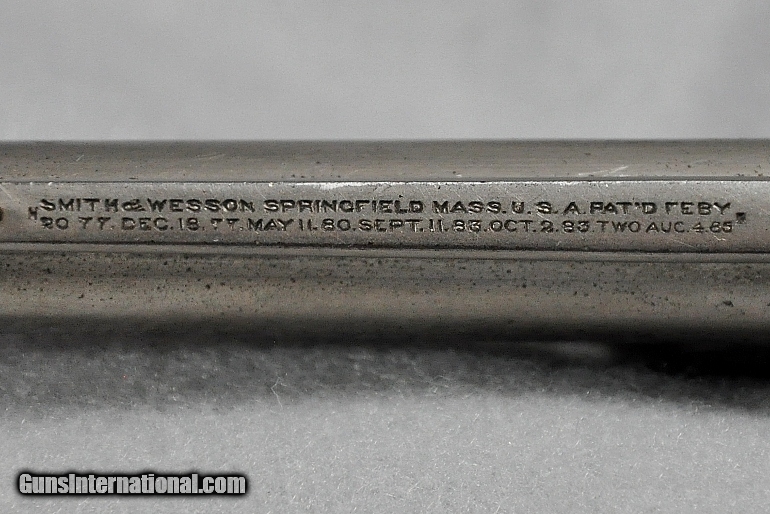 SMITH & WESSON SPRINGFIELD MASS. U. S. A. PAT'D FEBY
20 77. DEC. 18. 77. MAY 11. 80. SEPT. 11. 83. OCT. 2. 83. TWO AUG. 4. 85
GunsInternational.com